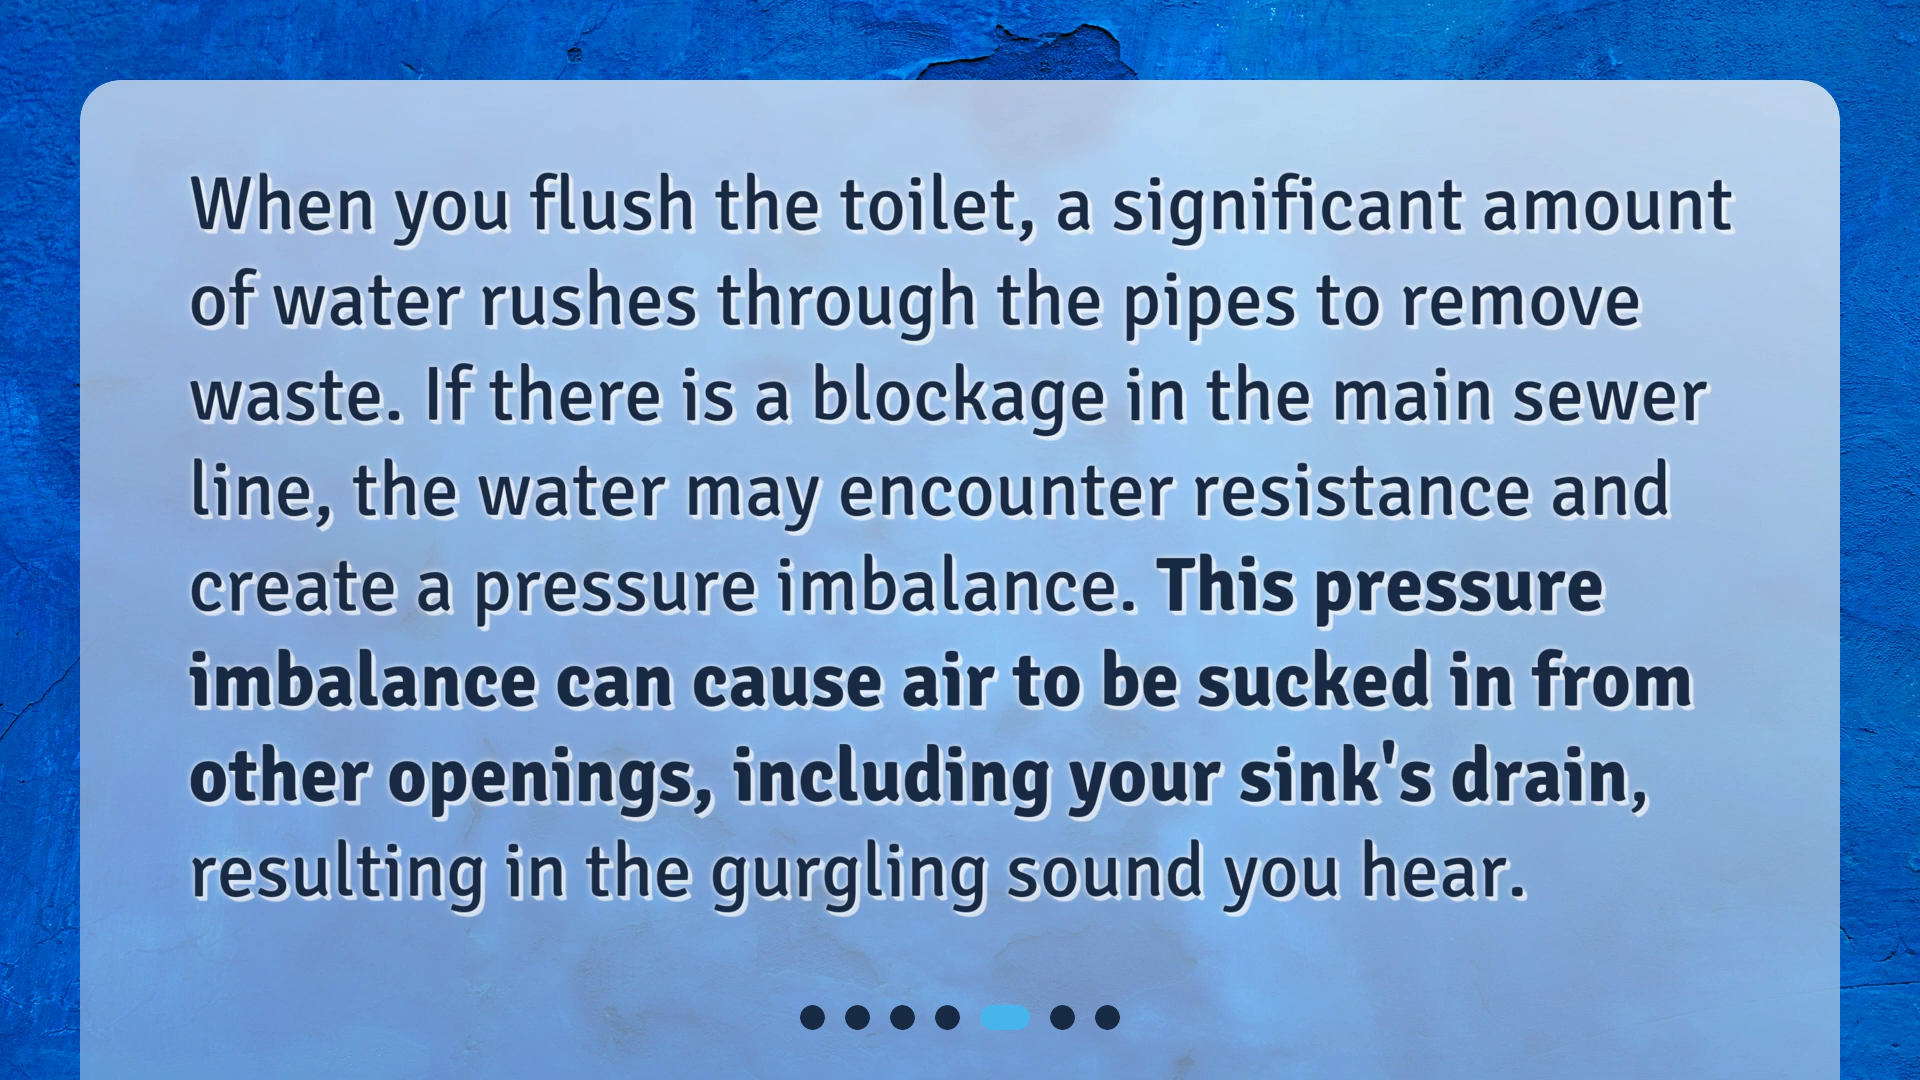 When you flush the toilet, a significant amount
of water rushes through the pipes to remove
waste. If there is a blockage in the main sewer
line, the water may encounter resistance and
create a pressure imbalance. This pressure
imbalance can cause air to be sucked in from
other openings, including your sink's drain,
resulting in the gurgling sound you hear.